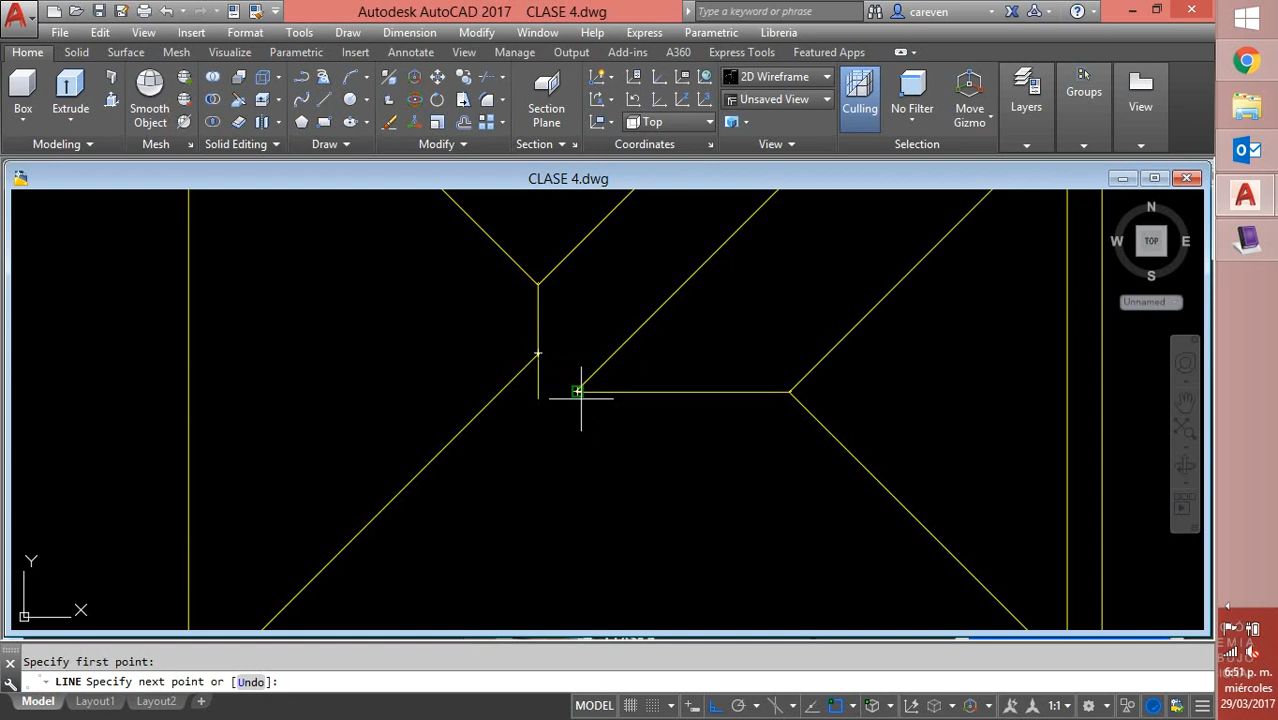 Autodesk AutoCAD 2017 CLASE 4.dwg
Type a keyword or phrase
careven
File Edit View Insert Format Tools Draw Dimension Modify Window Help Express Parametric Libreria
Home Solid Surface Mesh Visualize Parametric Insert Annotate View Manage Output Add-ins A360 Express Tools Featured Apps
2D Wireframe
Unsaved View
Top
Box Extrude Smooth Object Section Plane Culling No Filter Move Gizmo Layers Groups View
Modeling Mesh Solid Editing Draw Modify Section Coordinates View Selection
CLASE 4.dwg
N
W TOP E
S
Unnamed
Y
X
Specify first point:
LINE Specify next point or [Undo]:
Model Layout1 Layout2 +
MODEL 1:1
6:51 p. m.
miércoles
29/03/2017